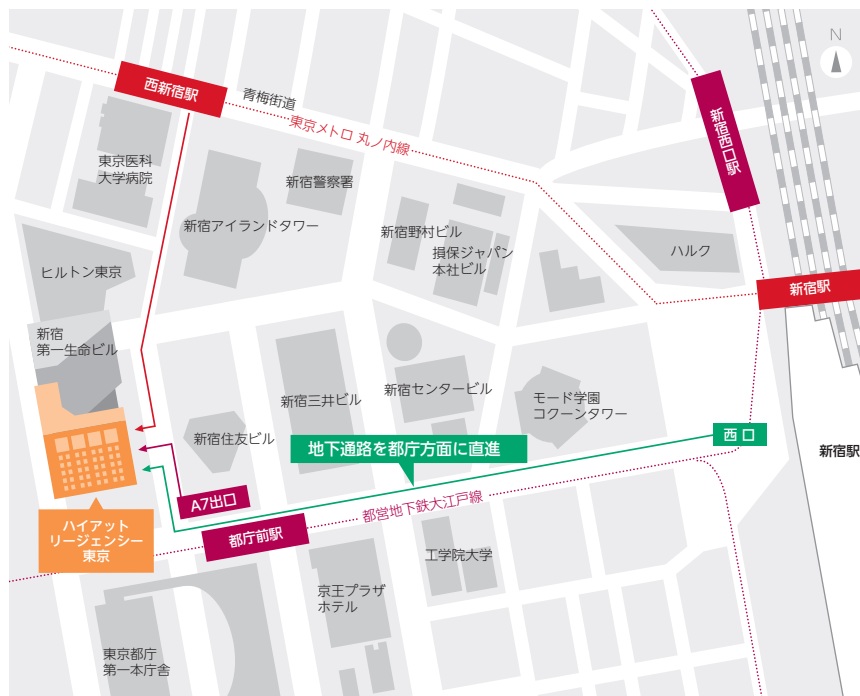 N
西新宿駅
青梅街道
東京メトロ 丸ノ内線
新宿西口駅
東京医科
大学病院
新宿警察署
新宿アイランドタワー
新宿野村ビル
損保ジャパン
本社ビル
ハルク
ヒルトン東京
新宿駅
新宿
第一生命ビル
新宿三井ビル
新宿センタービル
モード学園
コクーンタワー
新宿住友ビル
西口
地下通路を都庁方面に直進
新宿駅
A7出口
都営地下鉄大江戸線
ハイアット
リージェンシー
東京
都庁前駅
工学院大学
京王プラザ
ホテル
東京都庁
第一本庁舎